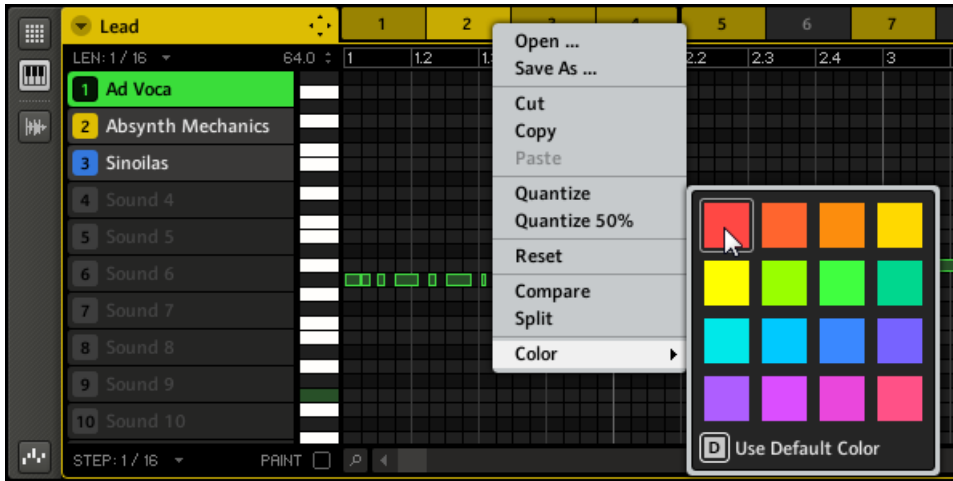 Lead
1 2 5 6 7
LEN: 1 / 16 64.0 1 1.2 2.2 2.3 2.4 3
1 Ad Voca
2 Absynth Mechanics
3 Sinoilas
4 Sound 4
5 Sound 5
6 Sound 6
7 Sound 7
8 Sound 8
9 Sound 9
10 Sound 10
STEP: 1 / 16 PAINT
Open ...
Save As ...
Cut
Copy
Paste
Quantize
Quantize 50%
Reset
Compare
Split
Color
D Use Default Color